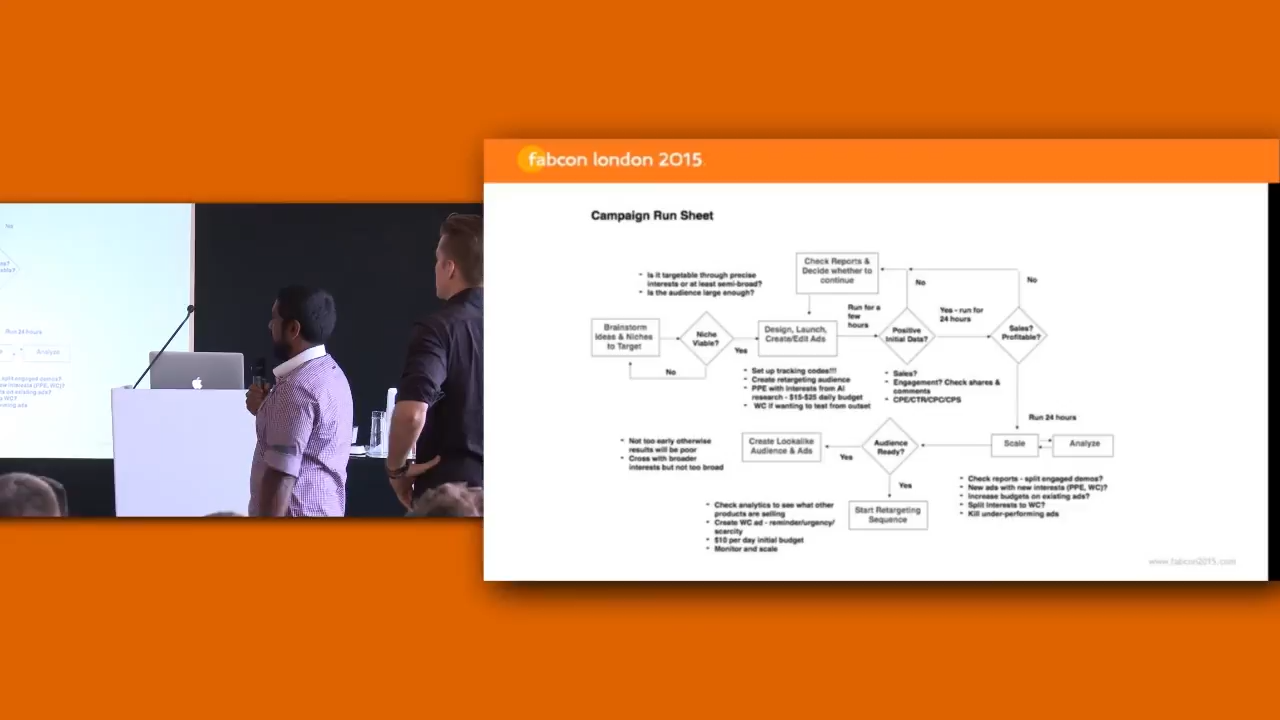 fabcon london 2015
Campaign Run Sheet
Is it targetable through precise
interests or at least semi-broad?
Is the audience large enough?
Check Reports &
Decide whether to
continue
No
No
Brainstorm
Ideas & Niches
to Target
Niche
Viable?
Yes
No
Design, Launch,
Create/Edit Ads
Run for a
few
hours
Positive
Initial Data?
Yes - run for
24 hours
Sales?
Profitable?
Set up tracking codes!!!
Create retargeting audience
PPE with Interests from AI
research - $15-$25 daily budget
WC if wanting to test from outset
Sales?
Engagement? Check shares &
comments
CPE/CTR/CPC/CPS
Run 24 hours
Not too early otherwise
results will be poor
Cross with broader
interests but not too broad
Create Lookalike
Audience & Ads
Yes
Audience
Ready?
Scale
Analyze
Yes
Check reports - split engaged demos?
New ads with new interests (PPE, WC)?
Increase budgets on existing ads?
Split Interests to WC?
Kill under-performing ads
Check analytics to see what other
products are selling
Create WC ad - reminder/urgency/
scarcity
$10 per day initial budget
Monitor and scale
Start Retargeting
Sequence
www.fabcon2015.com
No
Run 24 hours
Analyze